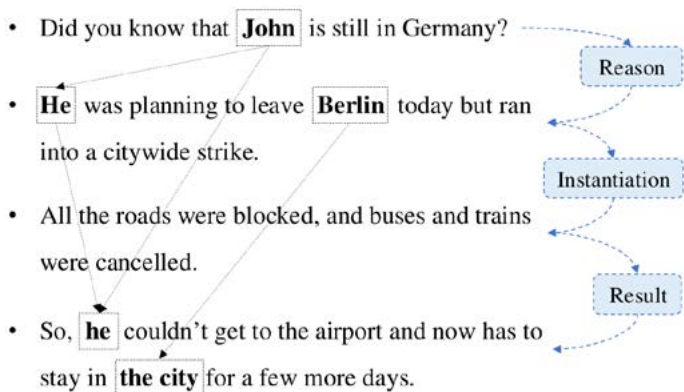 • Did you know that John is still in Germany?
Reason
• He was planning to leave Berlin today but ran
into a citywide strike.
Instantiation
• All the roads were blocked, and buses and trains
were cancelled.
Result
• So, he couldn't get to the airport and now has to
stay in the city for a few more days.